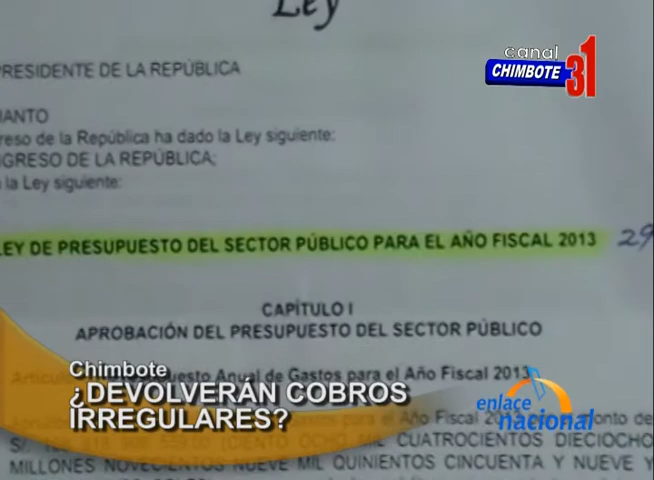 Ley
canal
CHIMBOTE 31
PRESIDENTE DE LA REPÚBLICA
reso de la República ha dado la Ley siguiente:
GRESO DE LA REPÚBLICA;
la Ley siguiente:
LEY DE PRESUPUESTO DEL SECTOR PÚBLICO PARA EL AÑO FISCAL 2013 29
CAPÍTULO I
APROBACIÓN DEL PRESUPUESTO DEL SECTOR PÚBLICO
Anual de Gastos para el Año Fiscal 2013
Chimbote
¿DEVOLVERÁN COBROS
IRREGULARES?
enlace
nacional
el Año Fiscal
CUATROCIENTOS DIECIOCHO
MILLONES NOVECIENTOS NUEVE MIL QUINIENTOS CINCUENTA Y NUEVE Y